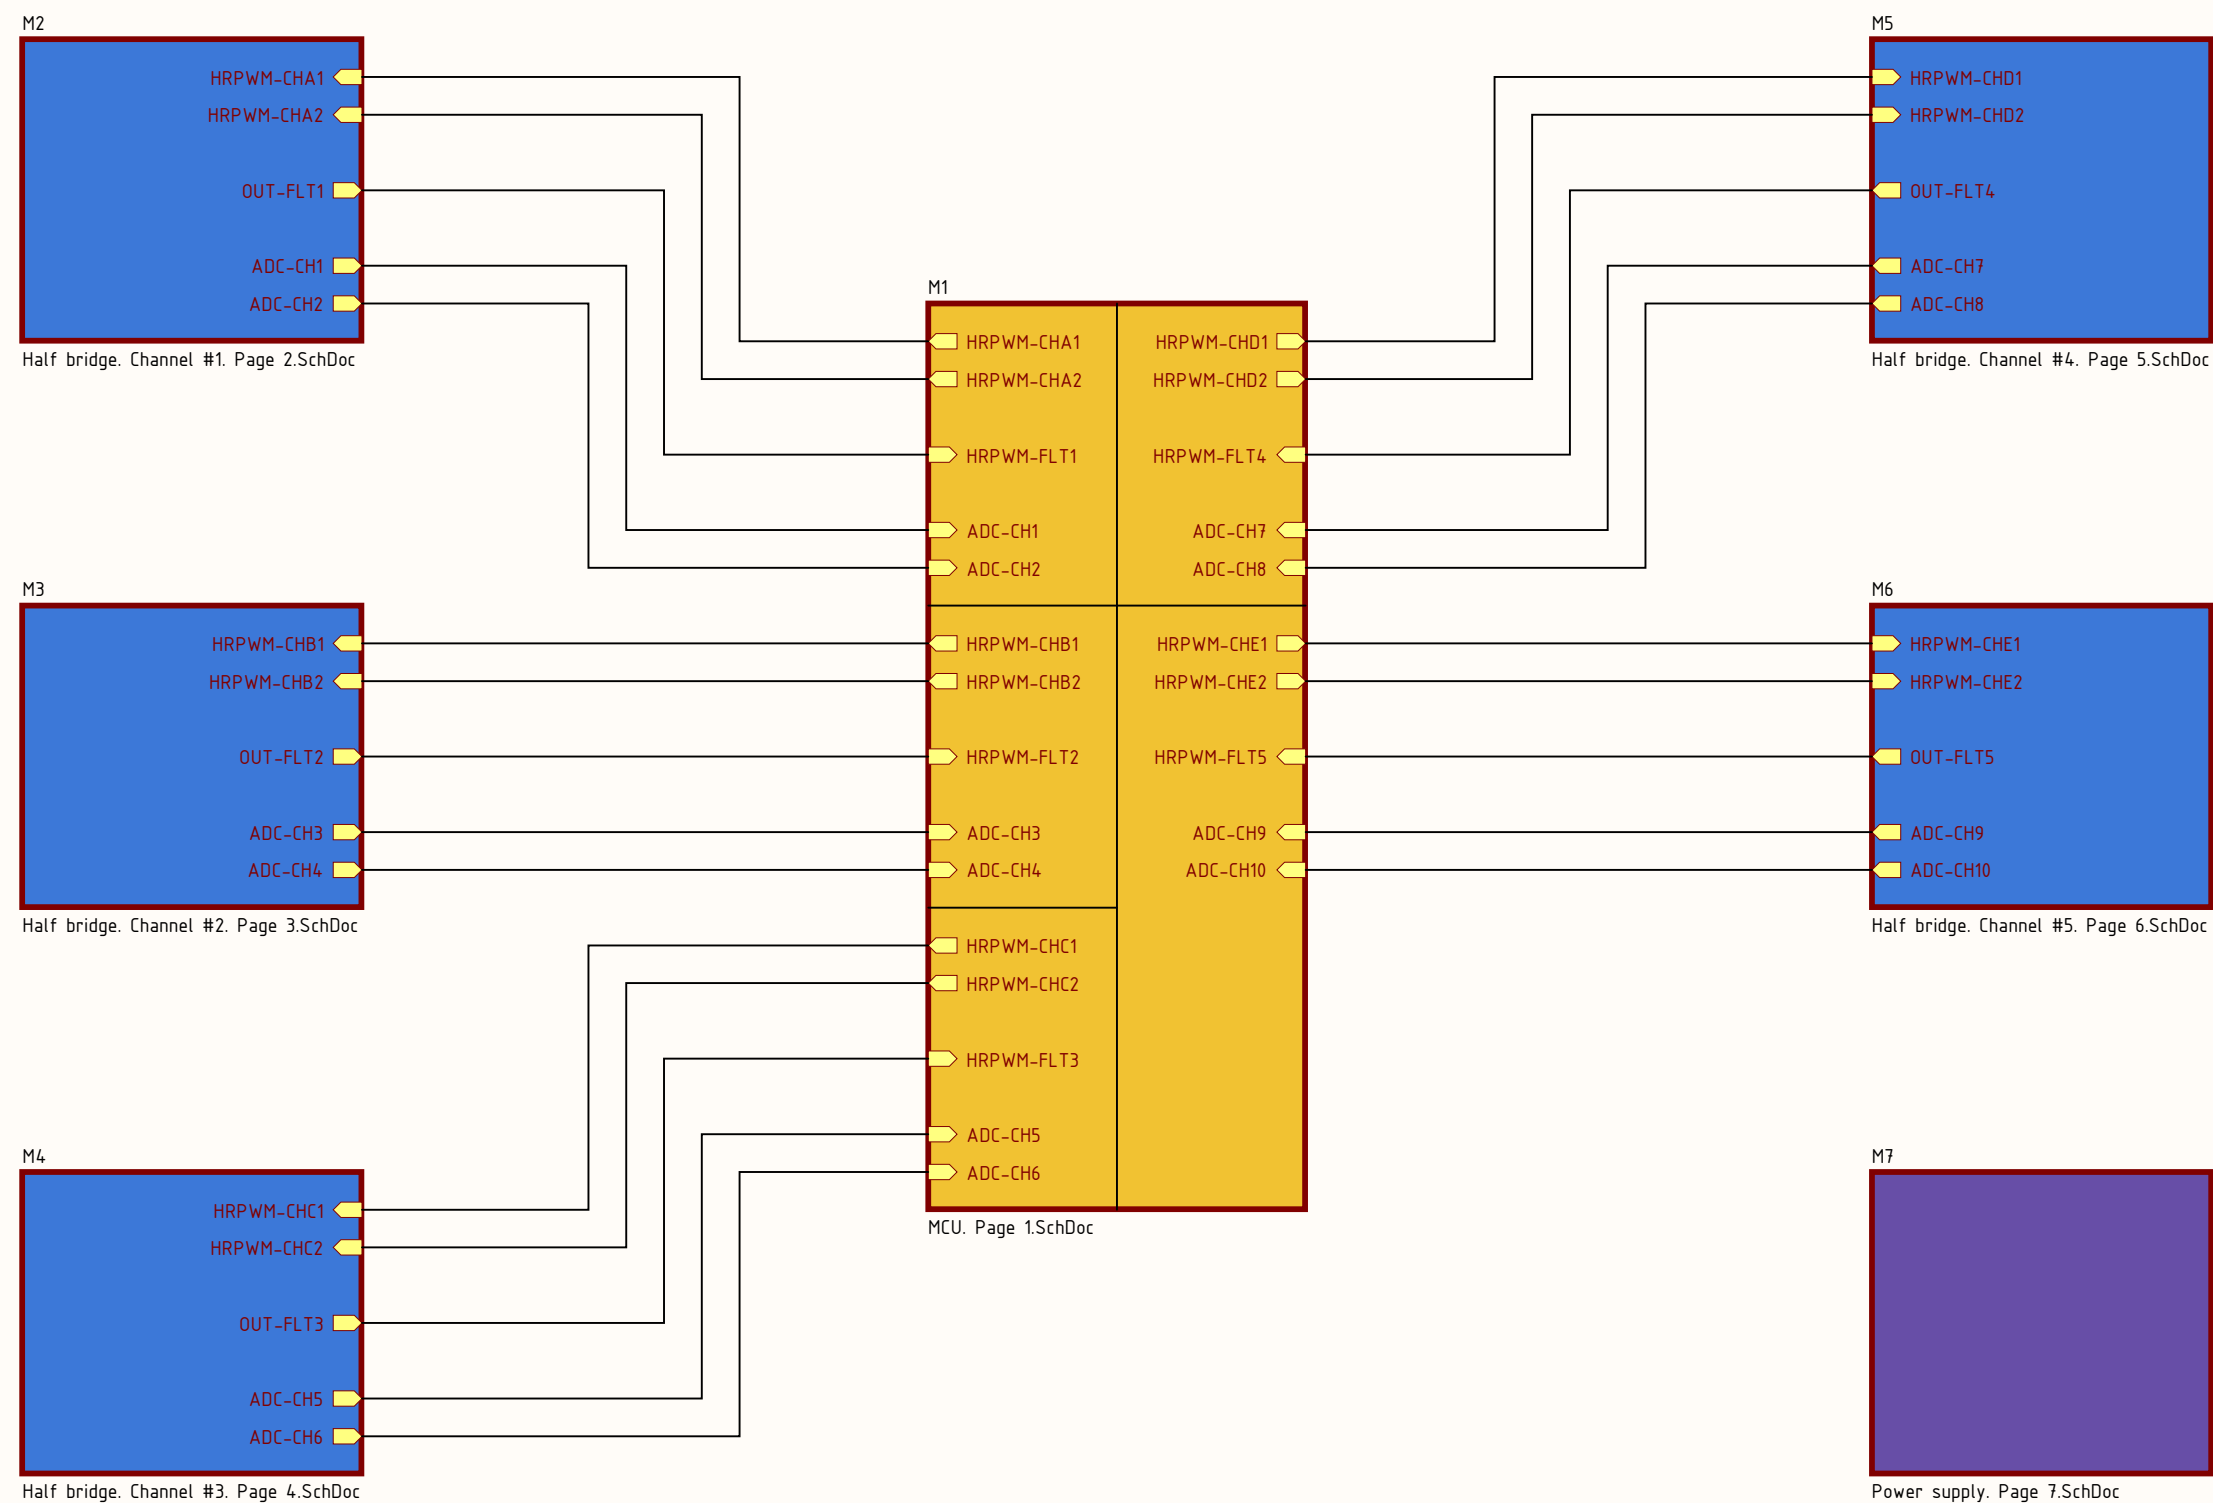 M2
HRPWM-CHA1
HRPWM-CHA2
OUT-FLT1
ADC-CH1
ADC-CH2
Half bridge. Channel #1. Page 2.SchDoc
M3
HRPWM-CHB1
HRPWM-CHB2
OUT-FLT2
ADC-CH3
ADC-CH4
Half bridge. Channel #2. Page 3.SchDoc
M4
HRPWM-CHC1
HRPWM-CHC2
OUT-FLT3
ADC-CH5
ADC-CH6
Half bridge. Channel #3. Page 4.SchDoc
M1
HRPWM-CHA1
HRPWM-CHA2
HRPWM-FLT1
ADC-CH1
ADC-CH2
HRPWM-CHB1
HRPWM-CHB2
HRPWM-FLT2
ADC-CH3
ADC-CH4
HRPWM-CHC1
HRPWM-CHC2
HRPWM-FLT3
ADC-CH5
ADC-CH6
HRPWM-CHD1
HRPWM-CHD2
HRPWM-FLT4
ADC-CH7
ADC-CH8
HRPWM-CHE1
HRPWM-CHE2
HRPWM-FLT5
ADC-CH9
ADC-CH10
MCU. Page 1.SchDoc
M5
HRPWM-CHD1
HRPWM-CHD2
OUT-FLT4
ADC-CH7
ADC-CH8
Half bridge. Channel #4. Page 5.SchDoc
M6
HRPWM-CHE1
HRPWM-CHE2
OUT-FLT5
ADC-CH9
ADC-CH10
Half bridge. Channel #5. Page 6.SchDoc
M7
Power supply. Page 7.SchDoc